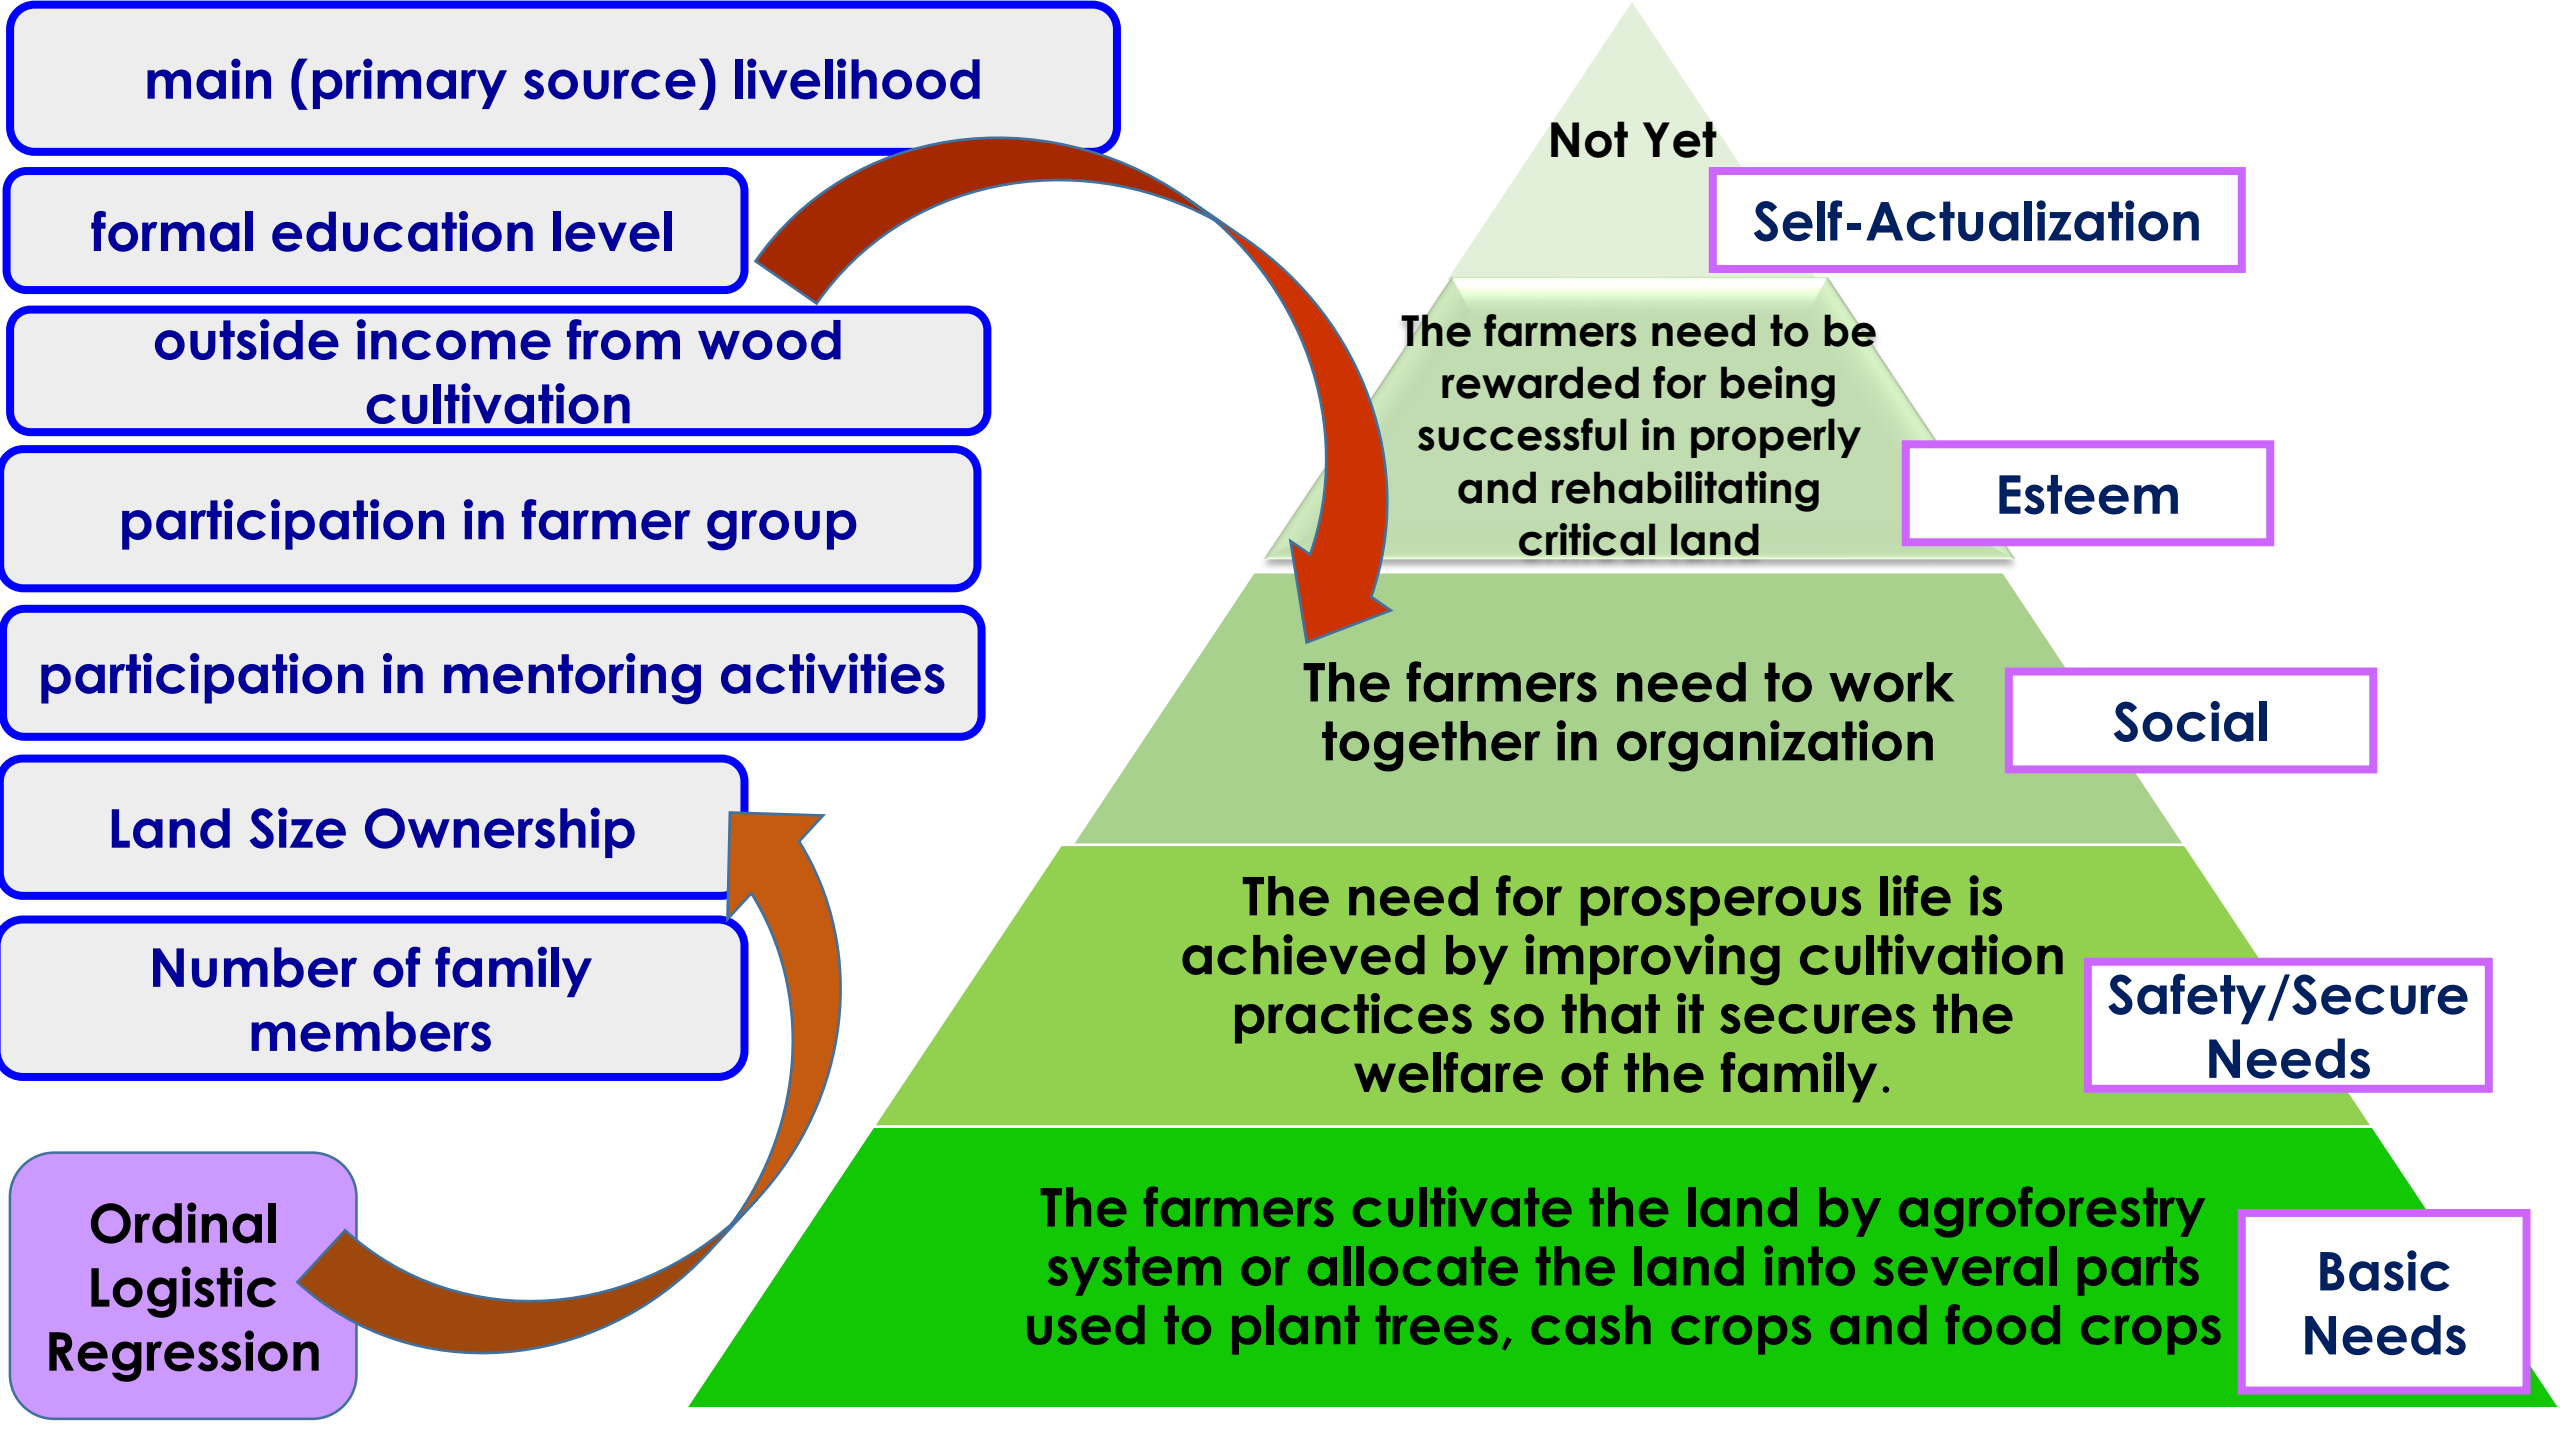 main (primary source) livelihood
formal education level
outside income from wood
cultivation
participation in farmer group
participation in mentoring activities
Land Size Ownership
Number of family
members
Ordinal
Logistic
Regression
Not Yet
Self-Actualization
The farmers need to be
rewarded for being
successful in properly
and rehabilitating
critical land
Esteem
The farmers need to work
together in organization
Social
The need for prosperous life is
achieved by improving cultivation
practices so that it secures the
welfare of the family.
Safety/Secure
Needs
The farmers cultivate the land by agroforestry
system or allocate the land into several parts
used to plant trees, cash crops and food crops
Basic
Needs